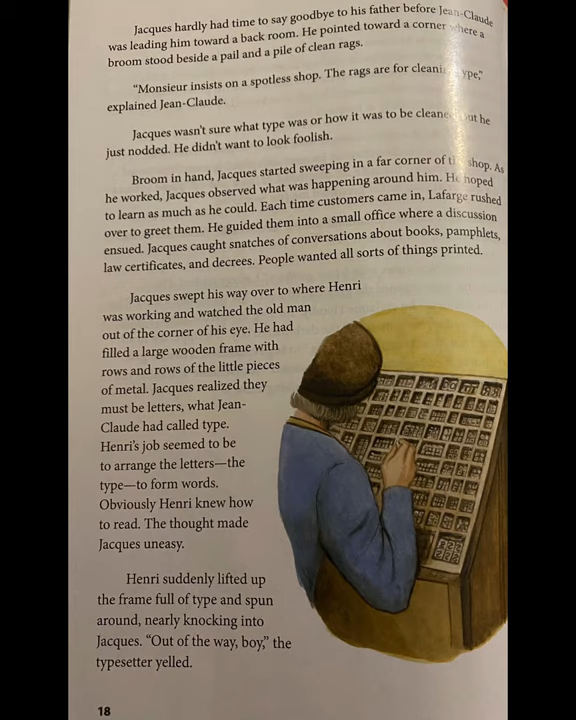 Jacques hardly had time to say goodbye to his father before Jean-Claude
was leading him toward a back room. He pointed toward a corner where a
broom stood beside a pail and a pile of clean rags.
“Monsieur insists on a spotless shop. The rags are for type,”
explained Jean-Claude.
Jacques wasn’t sure what type was or how it was to be he
just nodded. He didn’t want to look foolish.
Broom in hand, Jacques started sweeping in a far corner of shop. As
he worked, Jacques observed what was happening around him. He hoped
to learn as much as he could. Each time customers came in, Lafarge rushed
over to greet them. He guided them into a small office where a discussion
ensued. Jacques caught snatches of conversations about books, pamphlets,
law certificates, and decrees. People wanted all sorts of things printed.
Jacques swept his way over to where Henri
was working and watched the old man
out of the corner of his eye. He had
filled a large wooden frame with
rows and rows of the little pieces
of metal. Jacques realized they
must be letters, what Jean-
Claude had called type.
Henri’s job seemed to be
to arrange the letters—the
type—to form words.
Obviously Henri knew how
to read. The thought made
Jacques uneasy.
Henri suddenly lifted up
the frame full of type and spun
around, nearly knocking into
Jacques. “Out of the way, boy,” the
typesetter yelled.
18